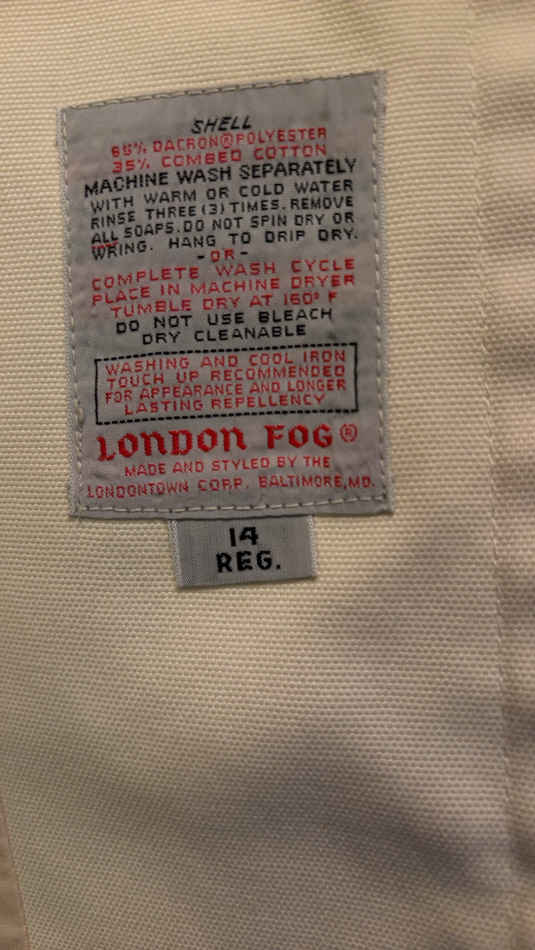 SHELL
65% DACRON®POLYESTER
35% COMBED COTTON
MACHINE WASH SEPARATELY
WITH WARM OR COLD WATER
RINSE THREE (3) TIMES. REMOVE
ALL SOAPS. DO NOT SPIN DRY OR
WRING. HANG TO DRIP DRY.
-OR-
COMPLETE WASH CYCLE
PLACE IN MACHINE DRYER
TUMBLE DRY AT 160° F
DO NOT USE BLEACH
DRY CLEANABLE
WASHING AND COOL IRON
TOUCH UP RECOMMENDED
FOR APPEARANCE AND LONGER
LASTING REPELLENCY
LONDON FOG®
MADE AND STYLED BY THE
LONDONTOWN CORP. BALTIMORE, MD.
14
REG.